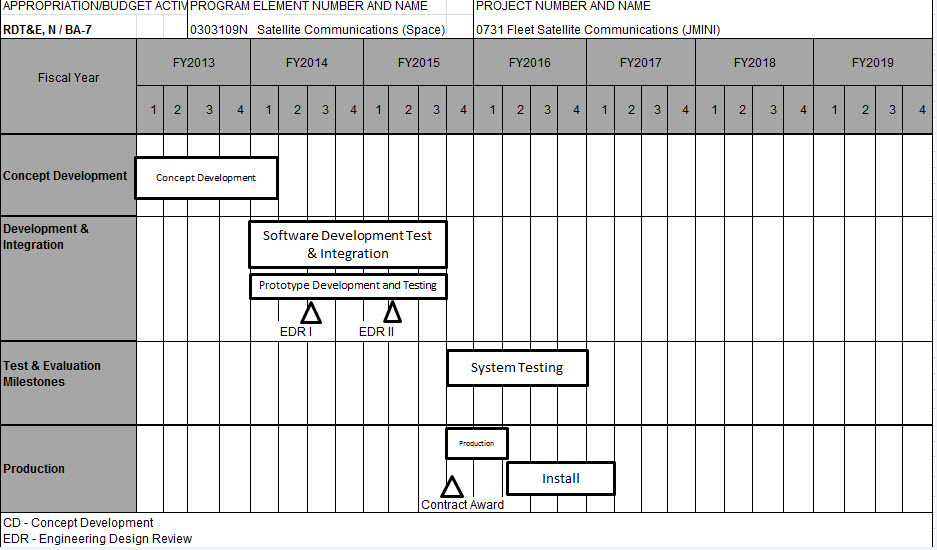 APPROPRIATION/BUDGET ACTIV PROGRAM ELEMENT NUMBER AND NAME PROJECT NUMBER AND NAME
RDT&E, N / BA-7 0303109N Satellite Communications (Space) 0731 Fleet Satellite Communications (JMINI)
Fiscal Year FY2013 FY2014 FY2015 FY2016 FY2017 FY2018 FY2019
1 2 3 4 1 2 3 4 1 2 3 4 1 2 3 4 1 2 3 4 1 2 3 4 1 2 3 4
Concept Development Concept Development
Development &
Integration
Software Development Test
& Integration
Prototype Development and Testing
EDR I EDR II
Test & Evaluation
Milestones
System Testing
Production
Production
Install
Contract Award
CD - Concept Development
EDR - Engineering Design Review